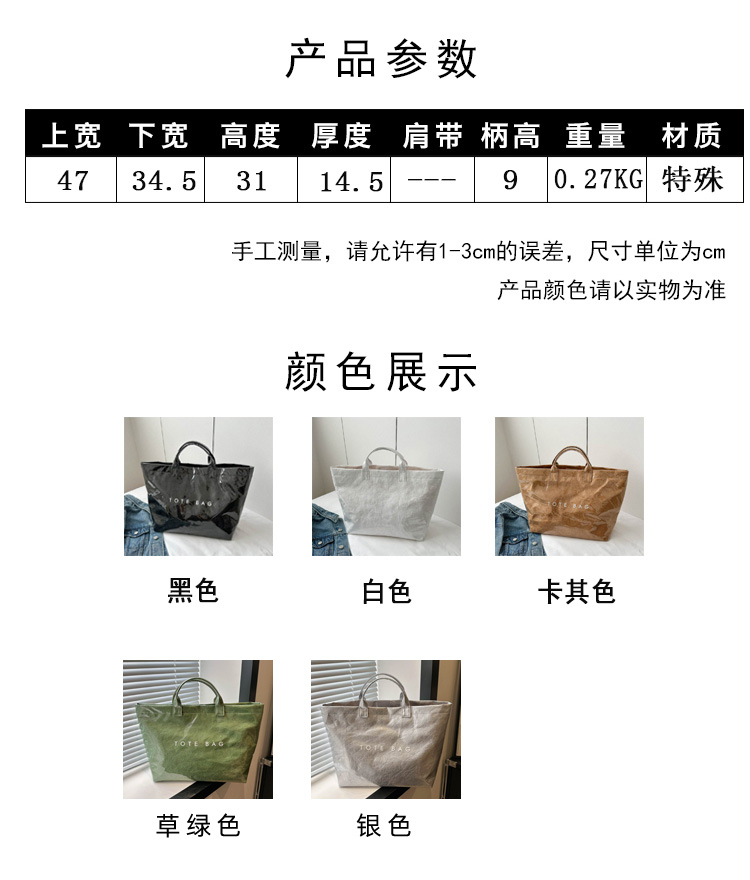 产品参数
上宽 下宽 高度 厚度 肩带 柄高 重量 材质
47 34.5 31 14.5 --- 9 0.27KG 特殊
手工测量，请允许有1-3cm的误差，尺寸单位为cm
产品颜色请以实物为准
颜色展示
TOTE BAG
TOTE BAG
黑色 白色 卡其色
TOTE BAG
TOTE BAG
草绿色 银色